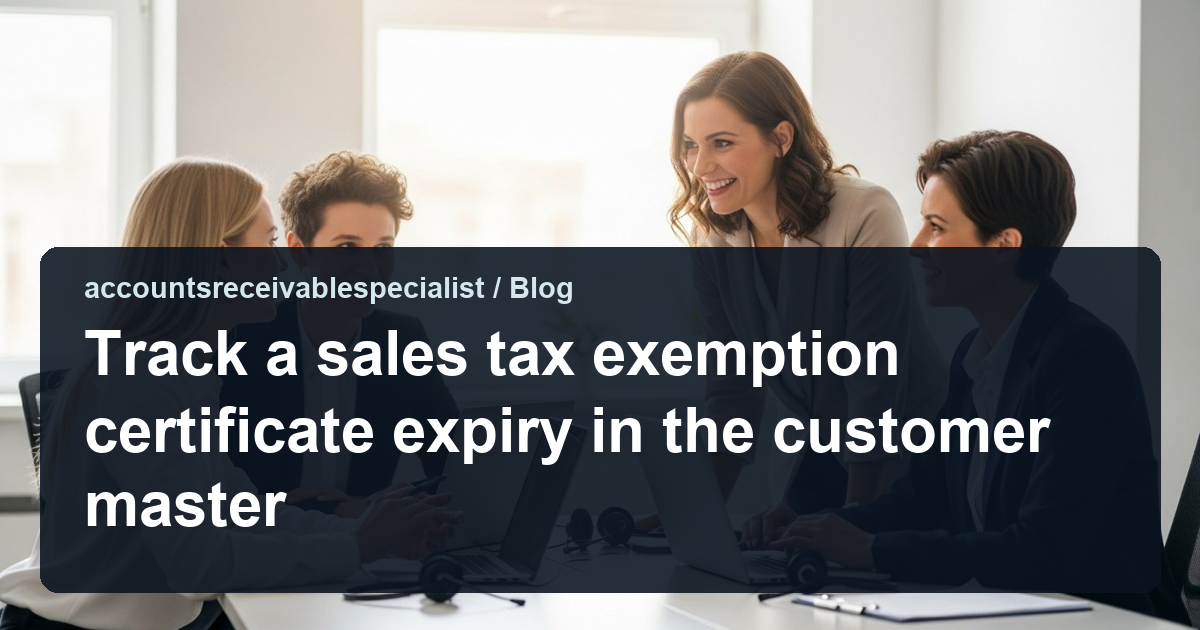 accountsreceivablespecialist / Blog
Track a sales tax exemption
certificate expiry in the customer
master